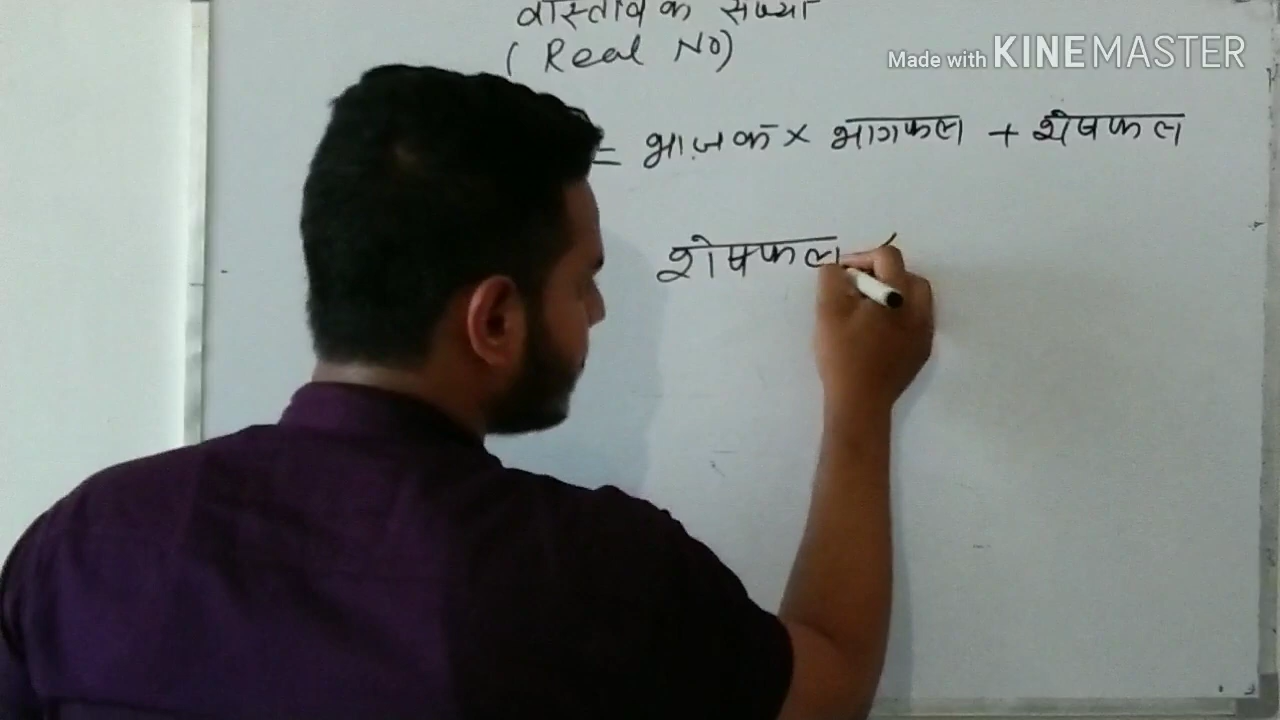 वास्तविक संख्या
(Real No)
Made with KINEMASTER
= भाजक × भागफल + शेषफल
शेषफल